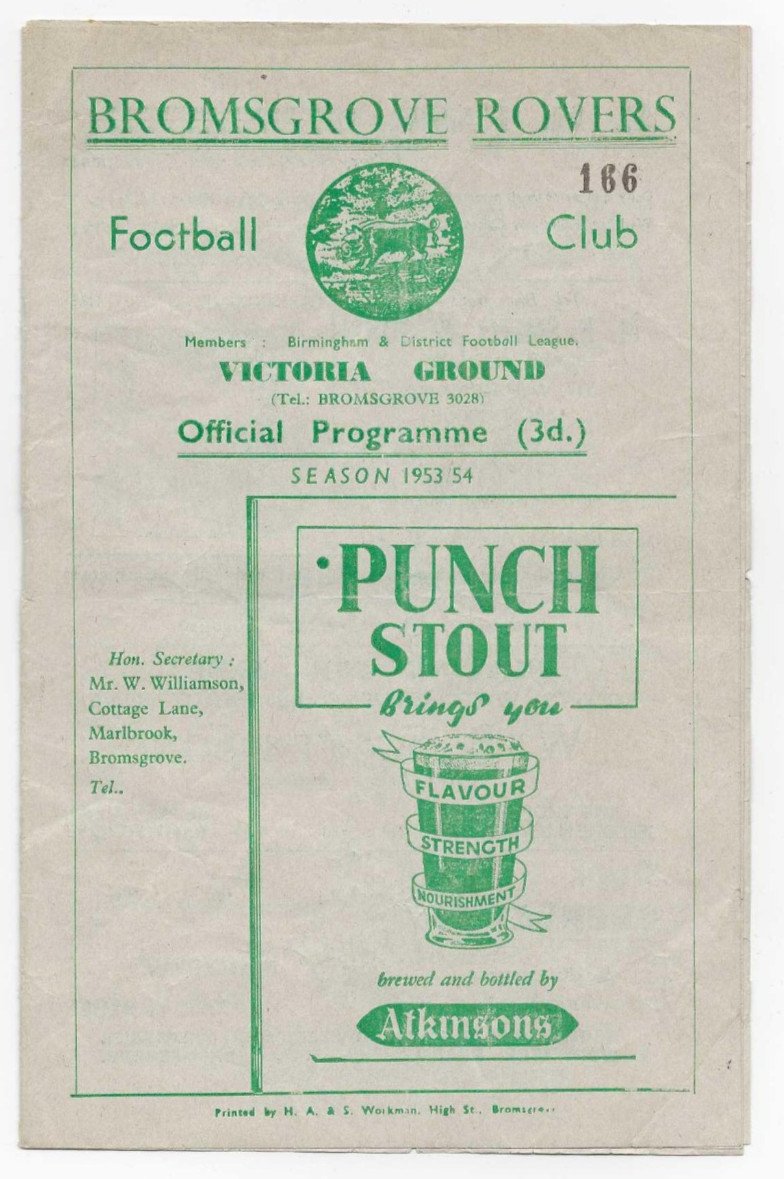 BROMSGROVE ROVERS
166
Football Club
Members : Birmingham & District Football League.
VICTORIA GROUND
(Tel.: BROMSGROVE 3028)
Official Programme (3d.)
SEASON 1953/54
Hon. Secretary :
Mr. W. Williamson,
Cottage Lane,
Marlbrook,
Bromsgrove.
Tel..
PUNCH
STOUT
Brings you
FLAVOUR
STRENGTH
NOURISHMENT
brewed and bottled by
Atkinsons
Printed by H. A. & S. Workman, High St., Bromsgrove